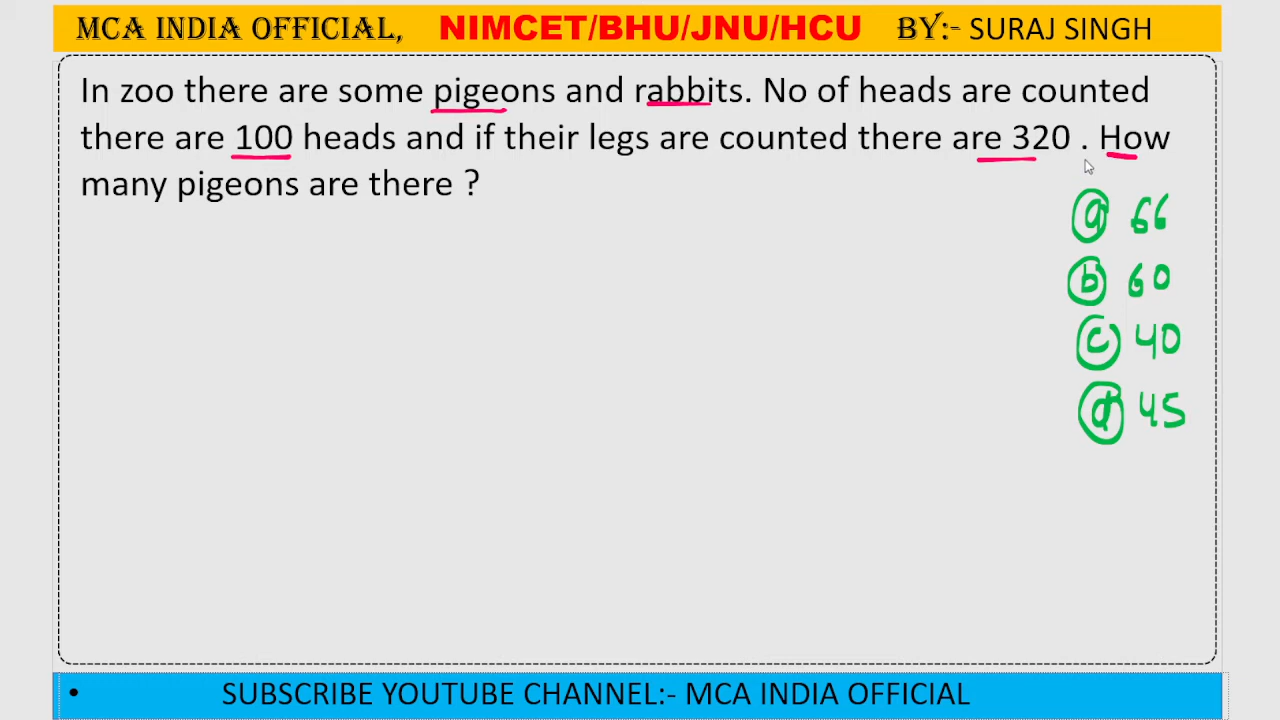 MCA INDIA OFFICIAL, NIMCET/BHU/JNU/HCU BY:- SURAJ SINGH
In zoo there are some pigeons and rabbits. No of heads are counted
there are 100 heads and if their legs are counted there are 320 . How
many pigeons are there ?
a 66
b 60
c 40
d 45
• SUBSCRIBE YOUTUBE CHANNEL:- MCA INDIA OFFICIAL